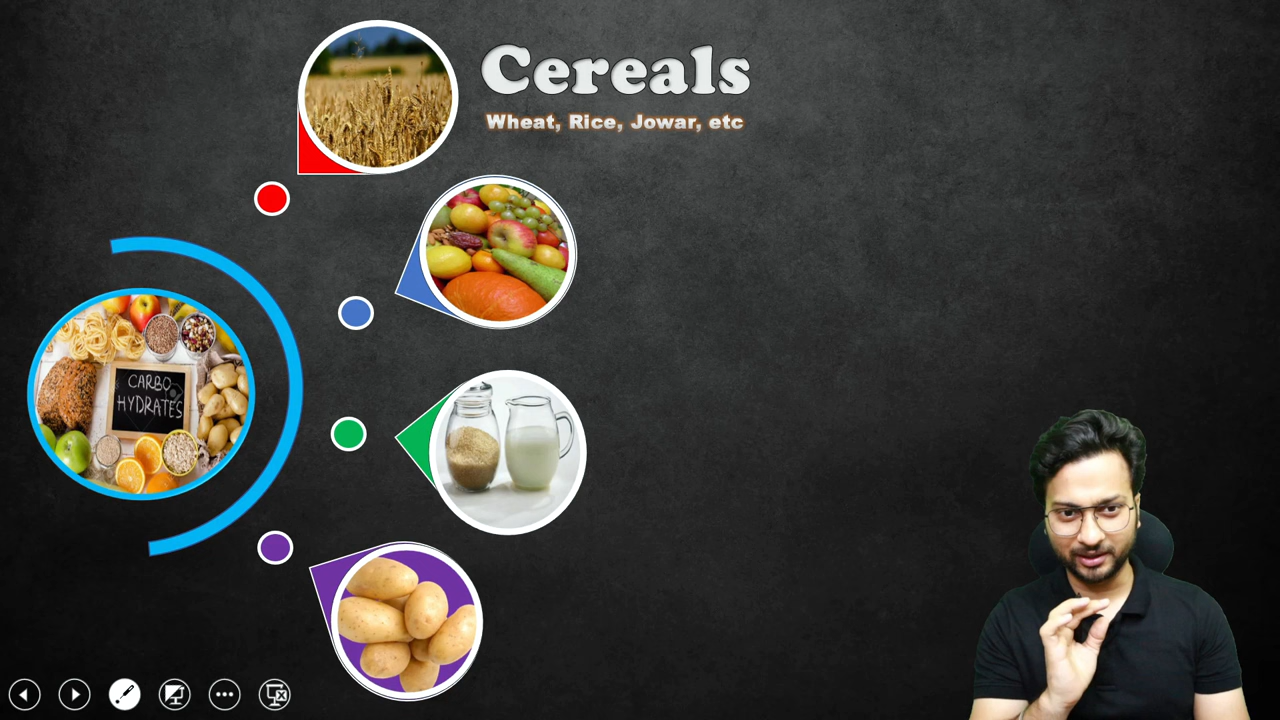 Cereals
Wheat, Rice, Jowar, etc
CARBO
HYDRATES